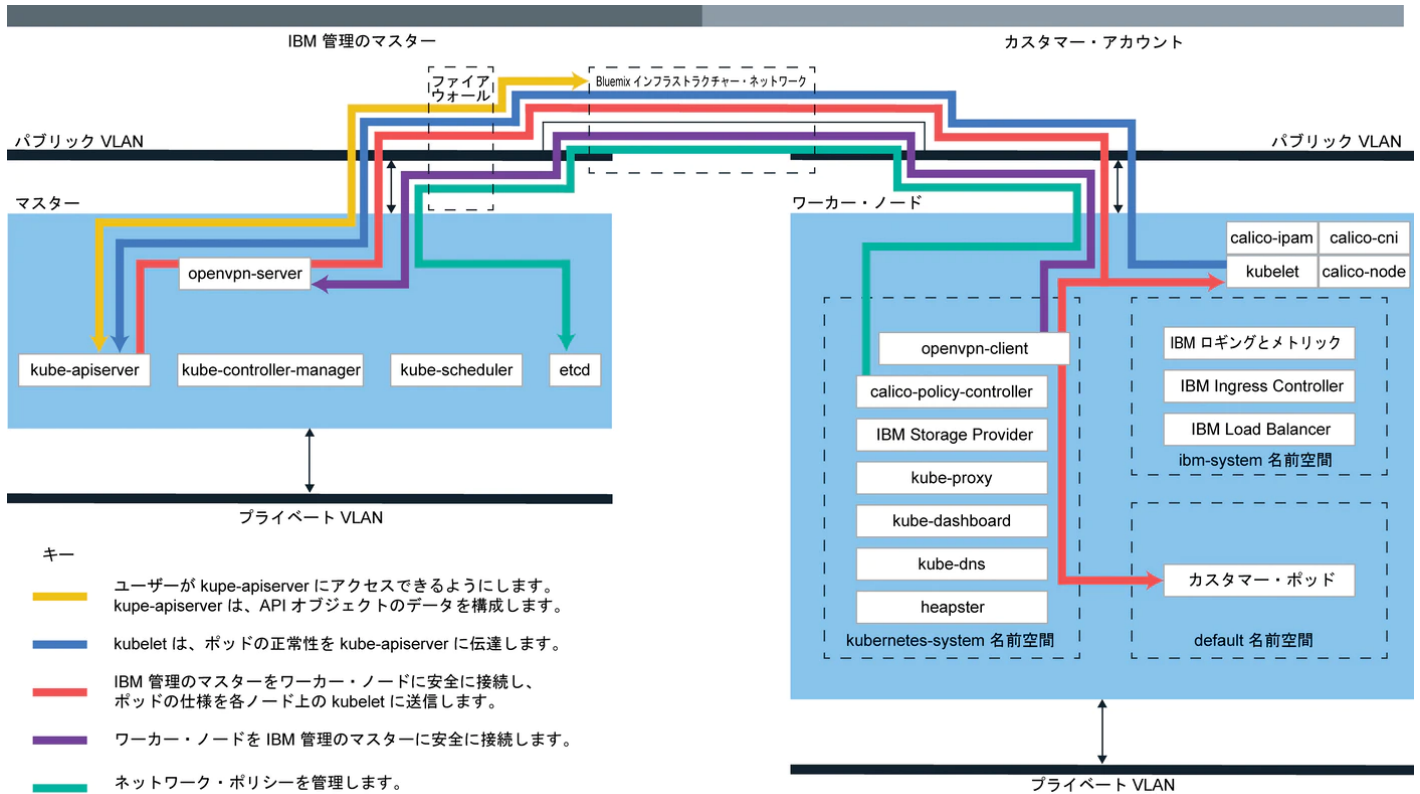 IBM 管理のマスター
カスタマー・アカウント
ファイア
ウォール
Bluemix インフラストラクチャー・ネットワーク
パブリック VLAN
パブリック VLAN
マスター
ワーカー・ノード
openvpn-server
kube-apiserver
kube-controller-manager
kube-scheduler
etcd
プライベート VLAN
calico-ipam
calico-cni
kubelet
calico-node
openvpn-client
calico-policy-controller
IBM Storage Provider
kube-proxy
kube-dashboard
kube-dns
heapster
kubernetes-system 名前空間
IBM ロギングとメトリック
IBM Ingress Controller
IBM Load Balancer
ibm-system 名前空間
カスタマー・ポッド
default 名前空間
プライベート VLAN
キー
ユーザーが kupe-apiserver にアクセスできるようにします。
kupe-apiserver は、API オブジェクトのデータを構成します。
kubelet は、ポッドの正常性を kube-apiserver に伝達します。
IBM 管理のマスターをワーカー・ノードに安全に接続し、
ポッドの仕様を各ノード上の kubelet に送信します。
ワーカー・ノードを IBM 管理のマスターに安全に接続します。
ネットワーク・ポリシーを管理します。